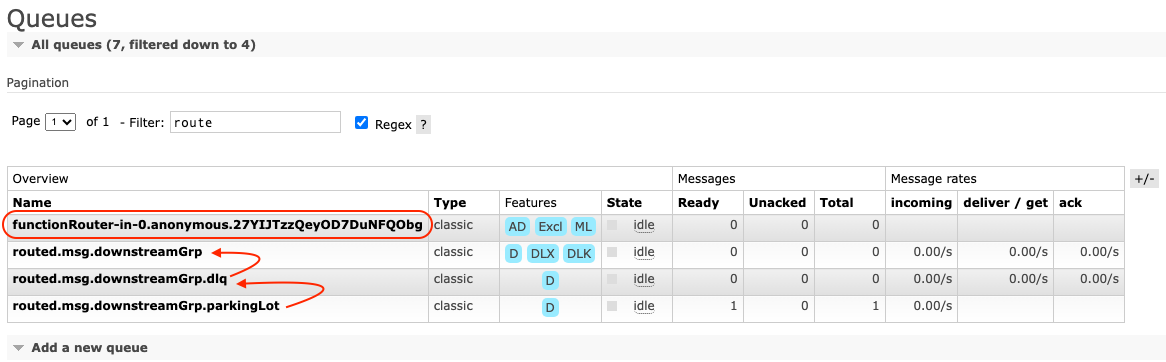 Queues
All queues (7, filtered down to 4)
Pagination
Page 1 of 1 - Filter: route Regex ?
Overview Messages Message rates +/-
Name Type Features State Ready Unacked Total incoming deliver / get ack
functionRouter-in-0.anonymous.27YIJTzzQeyOD7DuNFQObg classic AD Excl ML idle 0 0 0
routed.msg.downstreamGrp classic D DLX DLK idle 0 0 0 0.00/s 0.00/s 0.00/s
routed.msg.downstreamGrp.dlq classic D idle 0 0 0 0.00/s 0.00/s 0.00/s
routed.msg.downstreamGrp.parkingLot classic D idle 1 0 1 0.00/s
Add a new queue